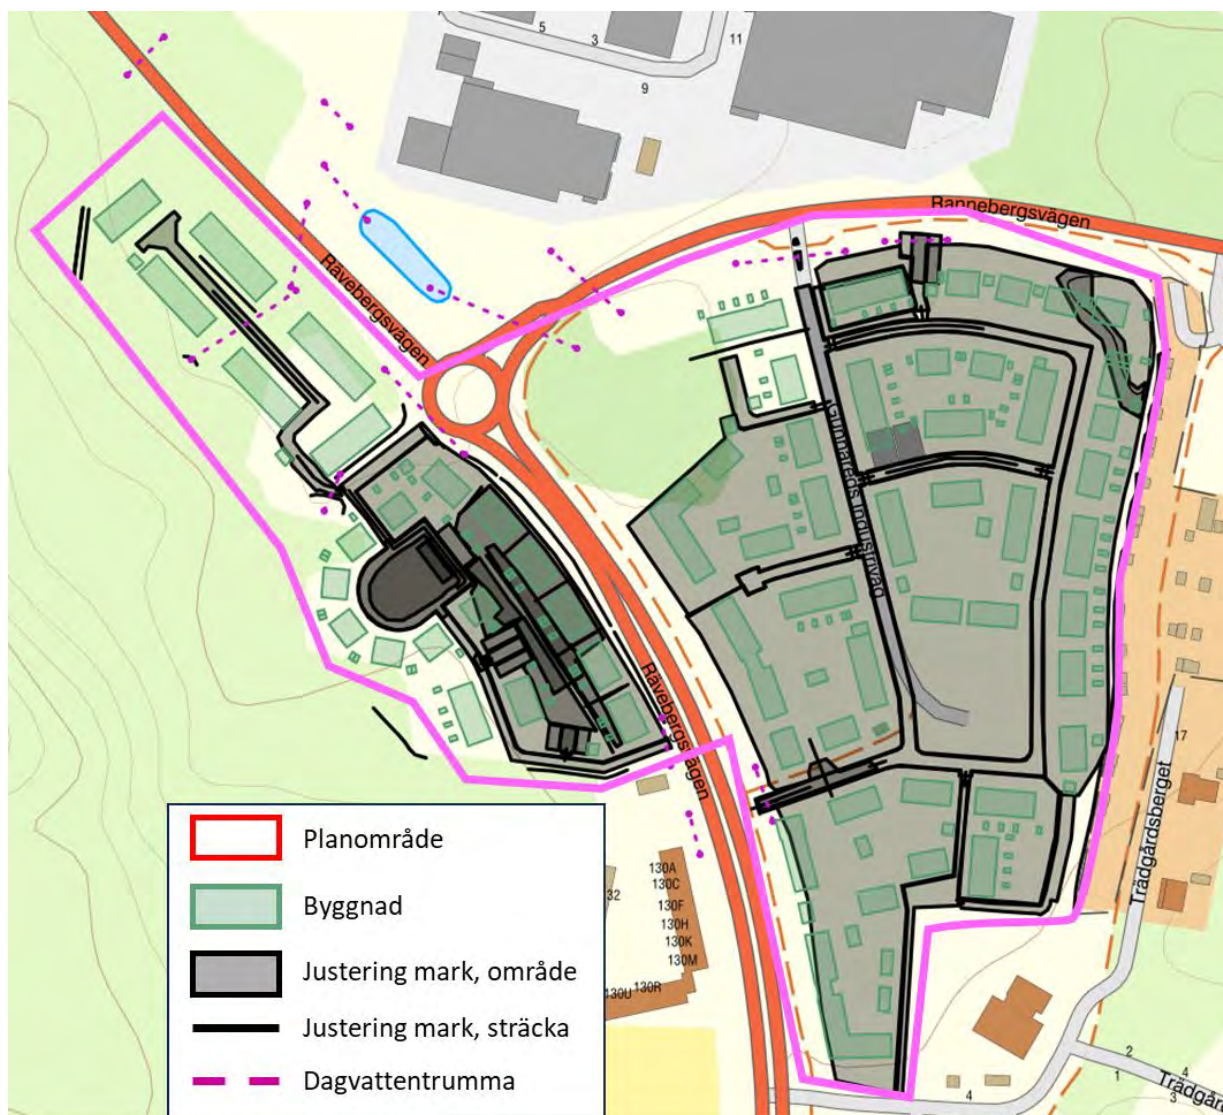 5
3
11
9
Rannebergsvägen
Rävebergsvägen
Gunnareds Industriväg
Rävebergsvägen
17
Trädgårdsberget
Planområde
Byggnad
Justering mark, område
Justering mark, sträcka
Dagvattentrumma
32
130A
130C
130F
130H
130K
130M
130R
130U
2
4
1
3
4